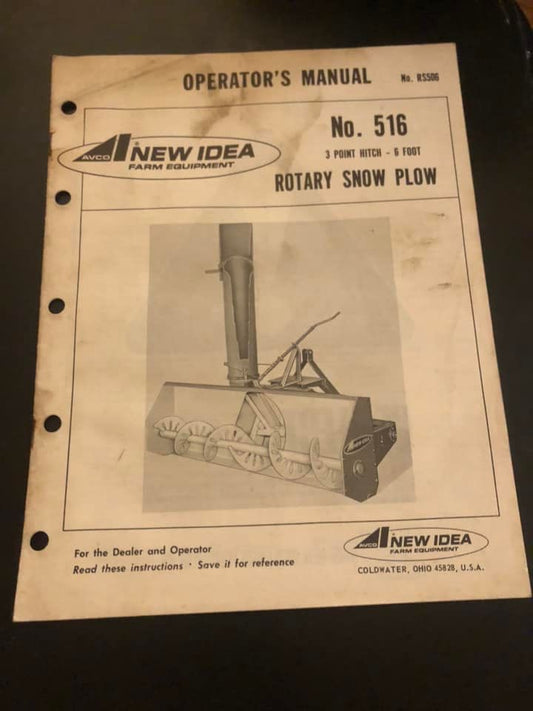 OPERATOR'S MANUAL No. RS506
AVCO NEW IDEA
FARM EQUIPMENT
No. 516
3 POINT HITCH - 6 FOOT
ROTARY SNOW PLOW
NEW IDEA
For the Dealer and Operator
Read these instructions · Save it for reference
AVCO NEW IDEA
FARM EQUIPMENT
COLDWATER, OHIO 45828, U.S.A.